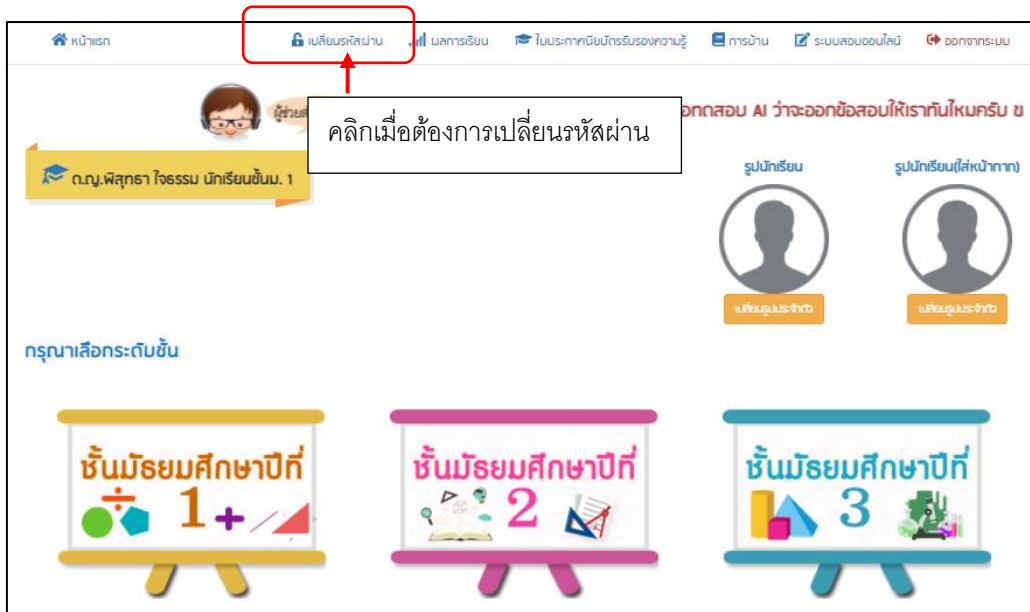 หน้าแรก เปลี่ยนรหัสผ่าน ผลการเรียน ใบประกาศนียบัตรรับรองความรู้ การบ้าน ระบบสอบออนไลน์ ออกจากระบบ
คลิกเมื่อต้องการเปลี่ยนรหัสผ่าน
ทดสอบ AI ว่าจะออกข้อสอบให้เราทันไหมครับ ข
ด.ญ.พิสุทธา ใจธรรม นักเรียนชั้นม. 1
รูปนักเรียน รูปนักเรียน(ใส่หน้ากาก)
เปลี่ยนรูปประจำตัว เปลี่ยนรูปประจำตัว
กรุณาเลือกระดับชั้น
ชั้นมัธยมศึกษาปีที่ ชั้นมัธยมศึกษาปีที่ ชั้นมัธยมศึกษาปีที่
1 2 3